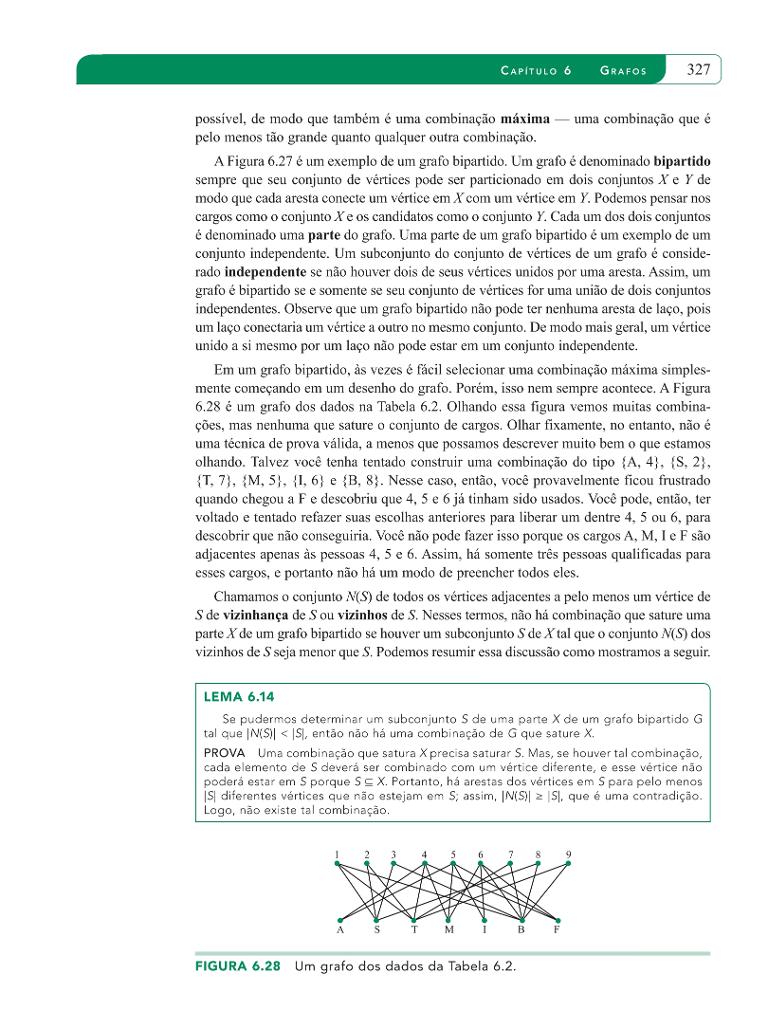 CAPÍTULO 6 GRAFOS 327
possível, de modo que também é uma combinação máxima — uma combinação que é
pelo menos tão grande quanto qualquer outra combinação.
A Figura 6.27 é um exemplo de um grafo bipartido. Um grafo é denominado bipartido
sempre que seu conjunto de vértices pode ser particionado em dois conjuntos X e Y de
modo que cada aresta conecte um vértice em X com um vértice em Y. Podemos pensar nos
cargos como o conjunto X e os candidatos como o conjunto Y. Cada um dos dois conjuntos
é denominado uma parte do grafo. Uma parte de um grafo bipartido é um exemplo de um
conjunto independente. Um subconjunto do conjunto de vértices de um grafo é conside-
rado independente se não houver dois de seus vértices unidos por uma aresta. Assim, um
grafo é bipartido se e somente se seu conjunto de vértices for uma união de dois conjuntos
independentes. Observe que um grafo bipartido não pode ter nenhuma aresta de laço, pois
um laço conectaria um vértice a outro no mesmo conjunto. De modo mais geral, um vértice
unido a si mesmo por um laço não pode estar em um conjunto independente.
Em um grafo bipartido, às vezes é fácil selecionar uma combinação máxima simples-
mente começando em um desenho do grafo. Porém, isso nem sempre acontece. A Figura
6.28 é um grafo dos dados na Tabela 6.2. Olhando essa figura vemos muitas combina-
ções, mas nenhuma que sature o conjunto de cargos. Olhar fixamente, no entanto, não é
uma técnica de prova válida, a menos que possamos descrever muito bem o que estamos
olhando. Talvez você tenha tentado construir uma combinação do tipo {A, 4}, {S, 2},
{T, 7}, {M, 5}, {I, 6} e {B, 8}. Nesse caso, então, você provavelmente ficou frustrado
quando chegou a F e descobriu que 4, 5 e 6 já tinham sido usados. Você pode, então, ter
voltado e tentado refazer suas escolhas anteriores para liberar um dentre 4, 5 ou 6, para
descobrir que não conseguiria. Você não pode fazer isso porque os cargos A, M, I e F são
adjacentes apenas às pessoas 4, 5 e 6. Assim, há somente três pessoas qualificadas para
esses cargos, e portanto não há um modo de preencher todos eles.
Chamamos o conjunto N(S) de todos os vértices adjacentes a pelo menos um vértice de
S de vizinhança de S ou vizinhos de S. Nesses termos, não há combinação que sature uma
parte X de um grafo bipartido se houver um subconjunto S de X tal que o conjunto N(S) dos
vizinhos de S seja menor que S. Podemos resumir essa discussão como mostramos a seguir.
LEMA 6.14
Se pudermos determinar um subconjunto S de uma parte X de um grafo bipartido G
tal que |N(S)| < |S|, então não há uma combinação de G que sature X.
PROVA Uma combinação que satura X precisa saturar S. Mas, se houver tal combinação,
cada elemento de S deverá ser combinado com um vértice diferente, e esse vértice não
poderá estar em S porque S ⊆ X. Portanto, há arestas dos vértices em S para pelo menos
|S| diferentes vértices que não estejam em S; assim, |N(S)| ≥ |S|, que é uma contradição.
Logo, não existe tal combinação.
1 2 3 4 5 6 7 8 9
A S T M I B F
FIGURA 6.28 Um grafo dos dados da Tabela 6.2.